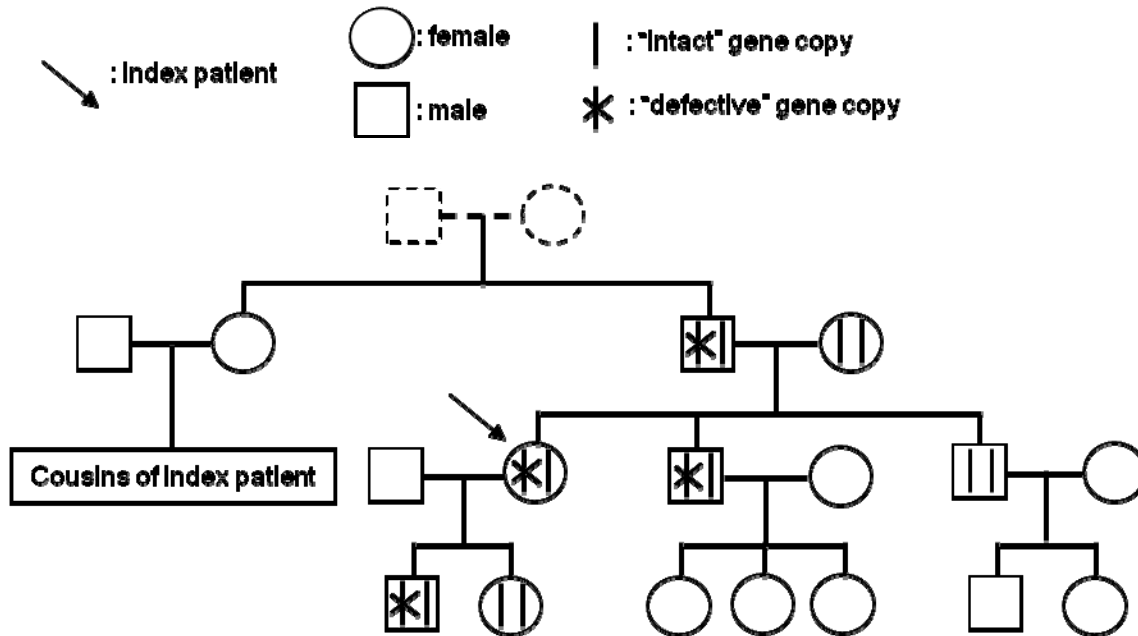 : Index patient
: female
: male
: "Intact" gene copy
: "defective" gene copy
Cousins of Index patient